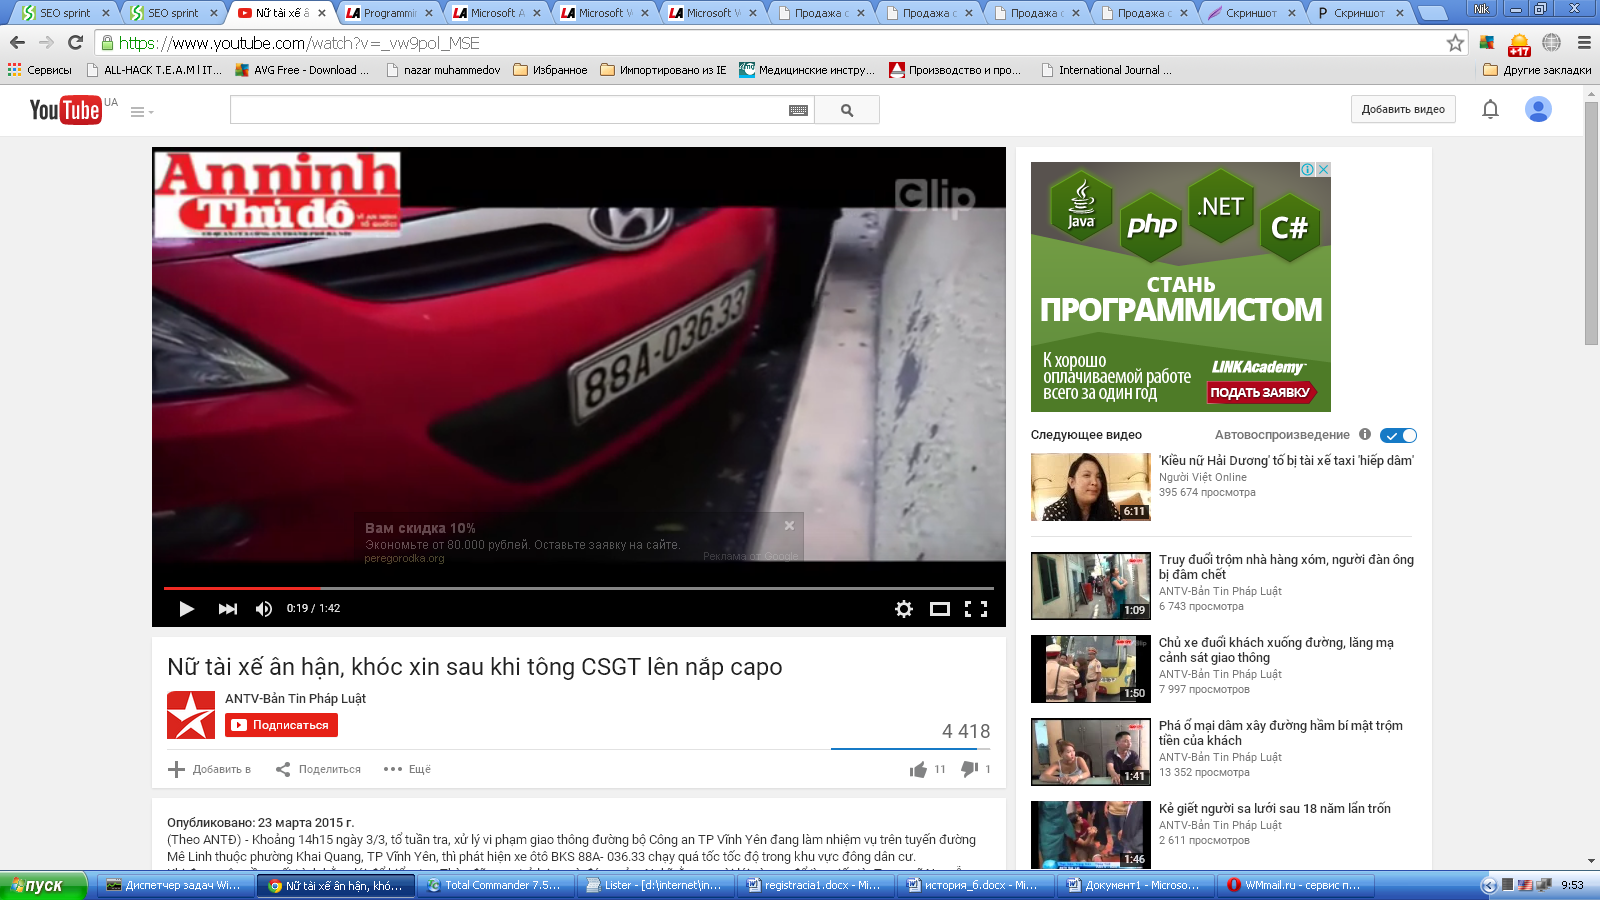 SEO sprint
SEO sprint
Nữ tài xế â
Programmin
Microsoft A
Microsoft W
Microsoft V
Продажа с
Продажа с
Продажа с
Продажа с
Скриншот
Скриншот
Nik
https://www.youtube.com/watch?v=_vw9pol_MSE
+17
Сервисы
ALL-HACK T.E.A.M l IT...
AVG Free - Download ...
nazar muhammedov
Избранное
Импортировано из IE
Медицинские инстру...
Производство и про...
International Journal ...
Другие закладки
YouTube UA
Добавить видео
An ninh
Thủ đô
VÌ AN NINH
TỔ QUỐC
clip
88A-036.33
Вам скидка 10%
Экономьте от 80.000 рублей. Оставьте заявку на сайте.
peregorodka.org
Реклама от Google
0:19 / 1:42
Java
php
.NET
C#
СТАНЬ
ПРОГРАММИСТОМ
К хорошо
оплачиваемой работе
всего за один год
LINKAcademy
ПОДАТЬ ЗАЯВКУ
Следующее видео
Автовоспроизведение
'Kiều nữ Hải Dương' tố bị tài xế taxi 'hiếp dâm'
Người Việt Online
395 674 просмотра
6:11
Truy đuổi trộm nhà hàng xóm, người đàn ông
bị đâm chết
ANTV-Bản Tin Pháp Luật
6 743 просмотра
1:09
Chủ xe đuổi khách xuống đường, lăng mạ
cảnh sát giao thông
ANTV-Bản Tin Pháp Luật
7 997 просмотров
1:50
Phá ổ mại dâm xây đường hầm bí mật trộm
tiền của khách
ANTV-Bản Tin Pháp Luật
13 352 просмотра
1:41
Kẻ giết người sa lưới sau 18 năm lẩn trốn
ANTV-Bản Tin Pháp Luật
2 611 просмотров
1:46
Nữ tài xế ân hận, khóc xin sau khi tông CSGT lên nắp capo
ANTV-Bản Tin Pháp Luật
Подписаться
4 418
Добавить в
Поделиться
Ещё
11
1
Опубликовано: 23 марта 2015 г.
(Theo ANTĐ) - Khoảng 14h15 ngày 3/3, tổ tuần tra, xử lý vi phạm giao thông đường bộ Công an TP Vĩnh Yên đang làm nhiệm vụ trên tuyến đường
Mê Linh thuộc phường Khai Quang, TP Vĩnh Yên, thì phát hiện xe ôtô BKS 88A- 036.33 chạy quá tốc tốc độ trong khu vực đông dân cư.
пуск
Диспетчер задач Wi...
Nữ tài xế ân hận, khó...
Total Commander 7.5...
Lister - [d:\internet\in...
registracia1.docx - Mi...
история_6.docx - Mi...
Документ1 - Microso...
WMmail.ru - сервис п...
9:53